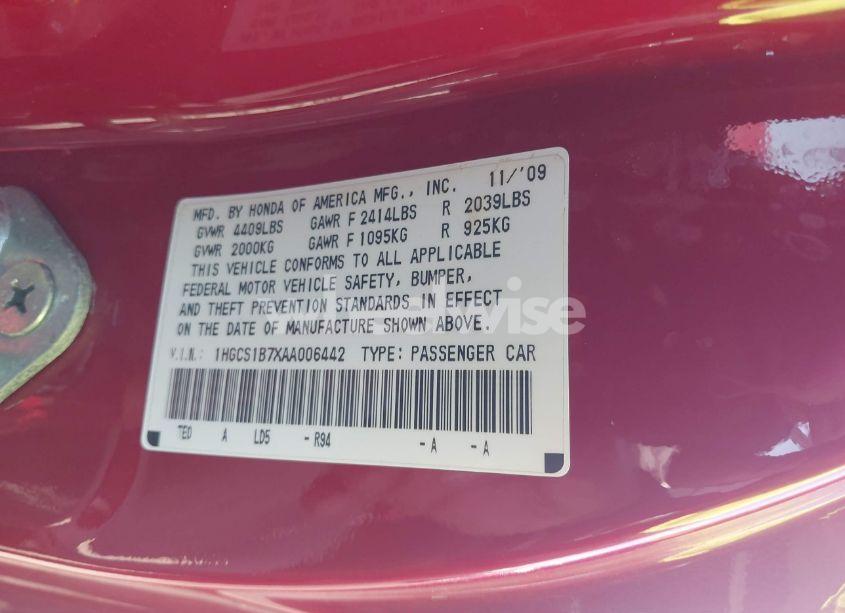 MFD. BY HONDA OF AMERICA MFG., INC. 11/'09
GVWR 4409LBS GAWR F 2414LBS R 2039LBS
GVWR 2000KG GAWR F 1095KG R 925KG
THIS VEHICLE CONFORMS TO ALL APPLICABLE
FEDERAL MOTOR VEHICLE SAFETY, BUMPER,
AND THEFT PREVENTION STANDARDS IN EFFECT
ON THE DATE OF MANUFACTURE SHOWN ABOVE.
V.I.N.: 1HGCS1B7XAA006442 TYPE: PASSENGER CAR
TED A LD5 -R94 -A -A